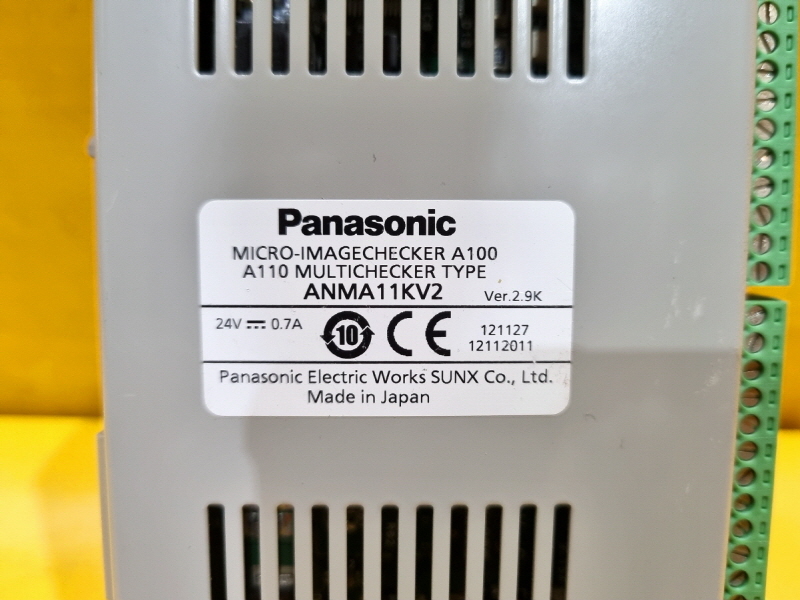 Panasonic
MICRO-IMAGECHECKER A100
A110 MULTICHECKER TYPE
ANMA11KV2 Ver.2.9K
24V ⎓ 0.7A 10 CE 121127
12112011
Panasonic Electric Works SUNX Co., Ltd.
Made in Japan